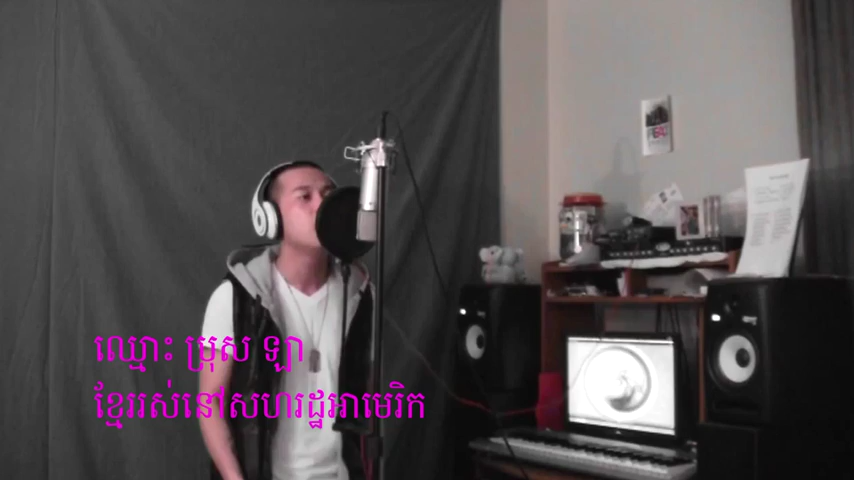 ឈ្មោះ ម្រុស ឡា
ខ្មែររស់នៅសហរដ្ឋអាមេរិក